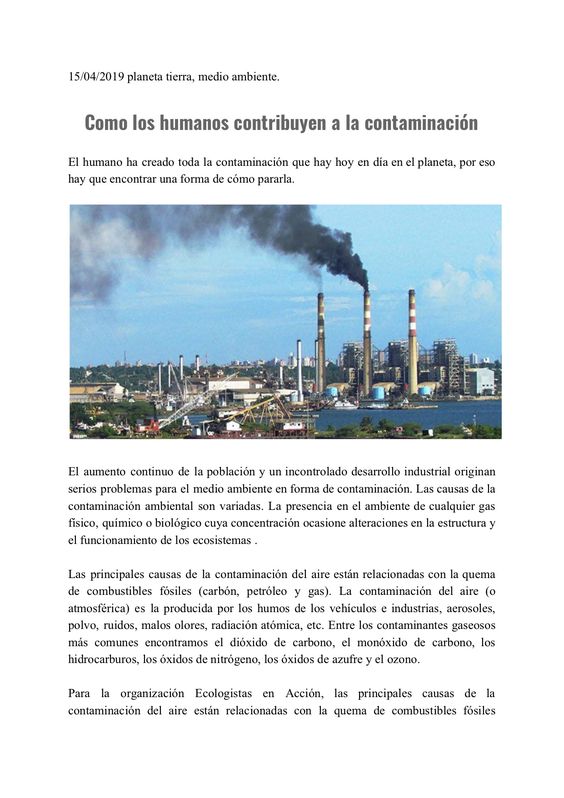 15/04/2019 planeta tierra, medio ambiente.
Como los humanos contribuyen a la contaminación
El humano ha creado toda la contaminación que hay hoy en día en el planeta, por eso
hay que encontrar una forma de cómo pararla.
El aumento continuo de la población y un incontrolado desarrollo industrial originan
serios problemas para el medio ambiente en forma de contaminación. Las causas de la
contaminación ambiental son variadas. La presencia en el ambiente de cualquier gas
físico, químico o biológico cuya concentración ocasione alteraciones en la estructura y
el funcionamiento de los ecosistemas .
Las principales causas de la contaminación del aire están relacionadas con la quema
de combustibles fósiles (carbón, petróleo y gas). La contaminación del aire (o
atmosférica) es la producida por los humos de los vehículos e industrias, aerosoles,
polvo, ruidos, malos olores, radiación atómica, etc. Entre los contaminantes gaseosos
más comunes encontramos el dióxido de carbono, el monóxido de carbono, los
hidrocarburos, los óxidos de nitrógeno, los óxidos de azufre y el ozono.
Para la organización Ecologistas en Acción, las principales causas de la
contaminación del aire están relacionadas con la quema de combustibles fósiles